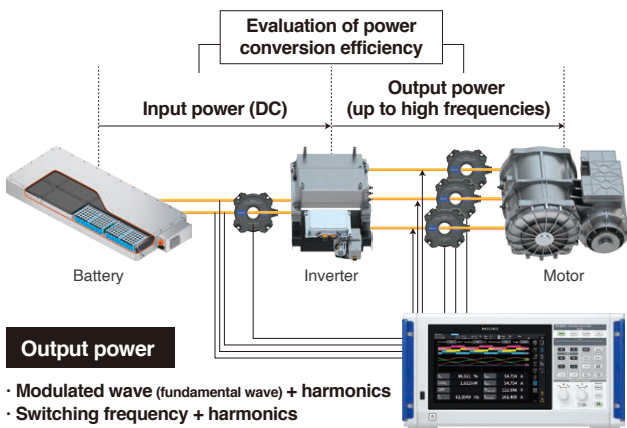 Evaluation of power
conversion efficiency
Input power (DC)
Output power
(up to high frequencies)
Battery
Inverter
Motor
HIOKI
Output power
· Modulated wave (fundamental wave) + harmonics
· Switching frequency + harmonics